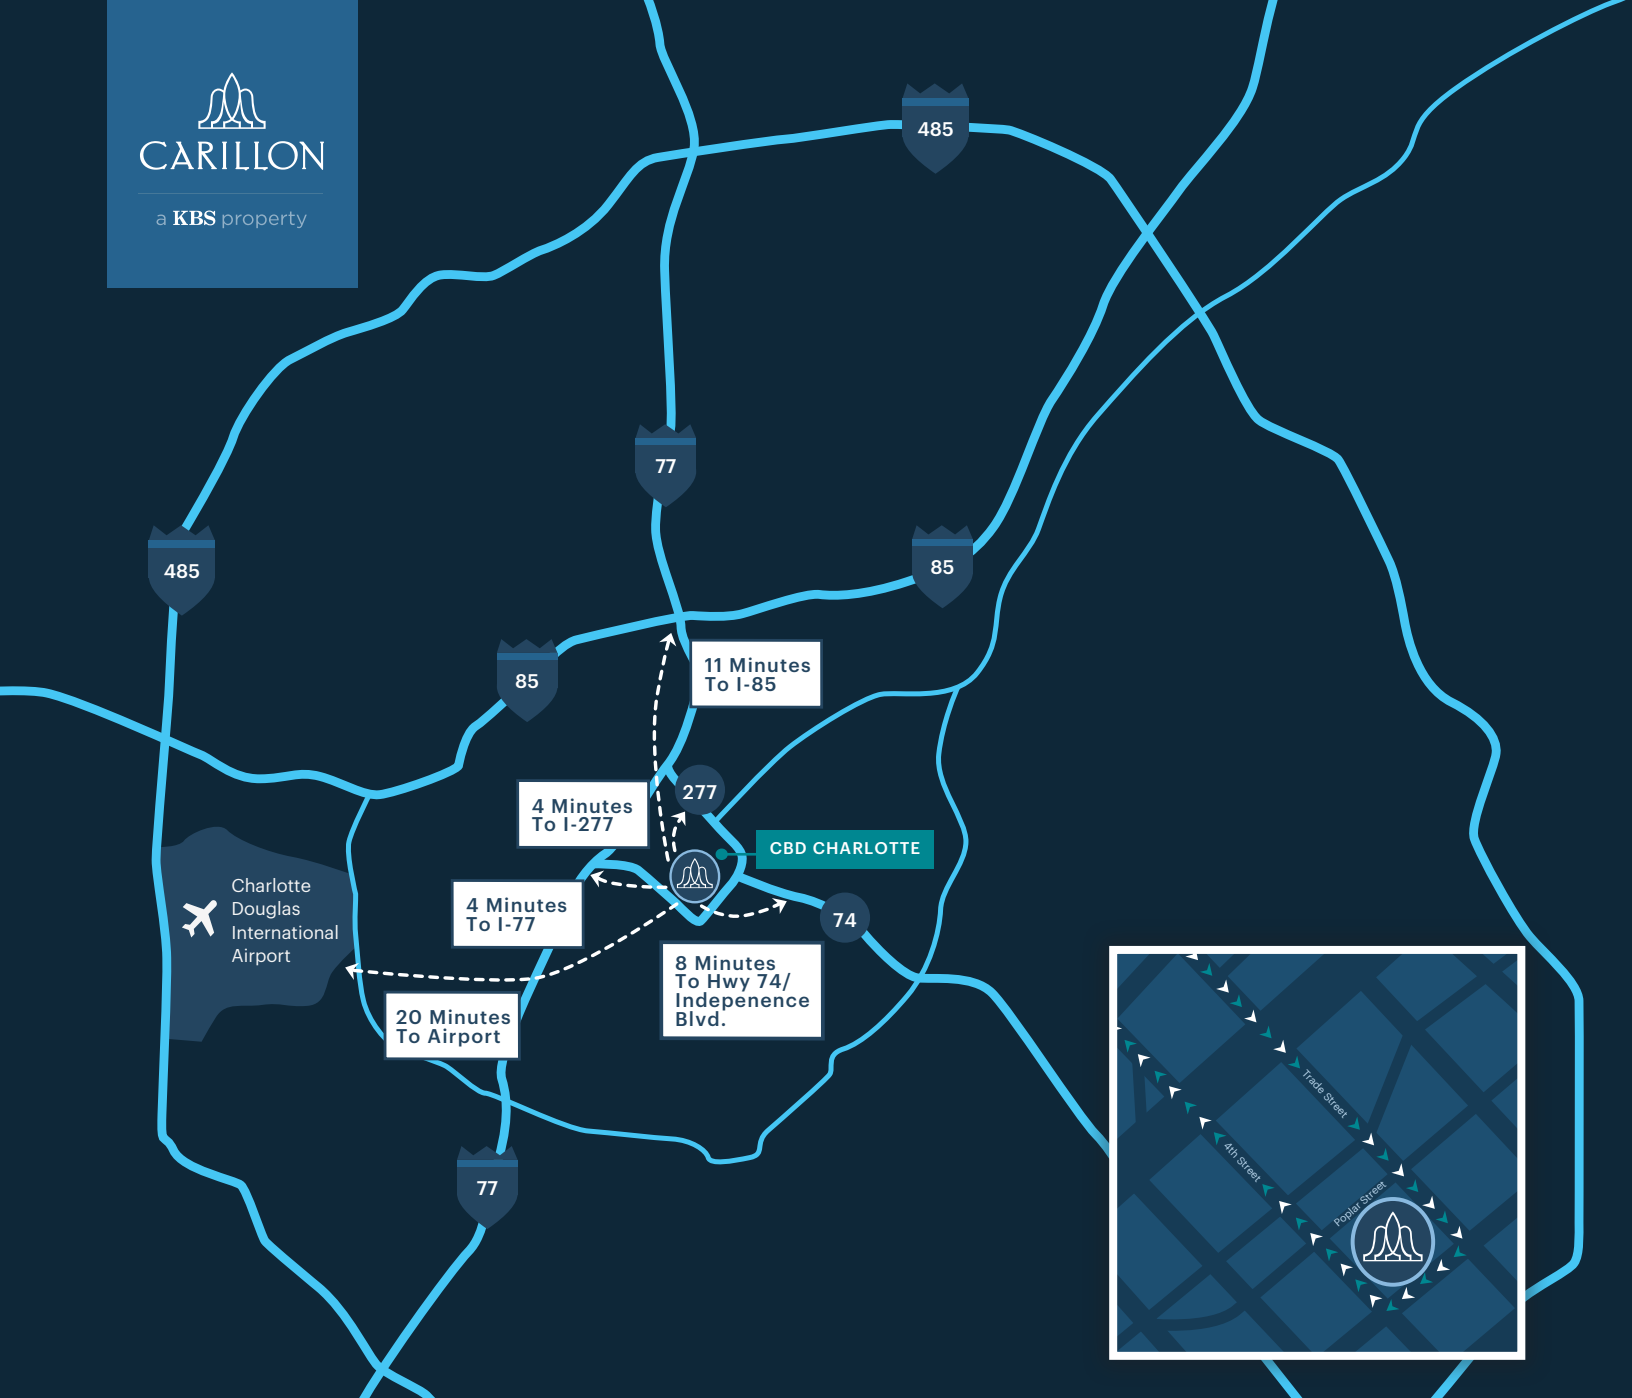 CARILLON
a KBS property
485
77
485
85
85
11 Minutes
To I-85
277
4 Minutes
To I-277
CBD CHARLOTTE
Charlotte
Douglas
International
Airport
4 Minutes
To I-77
74
8 Minutes
To Hwy 74/
Indepenence
Blvd.
20 Minutes
To Airport
77
Trade Street
4th Street
Poplar Street